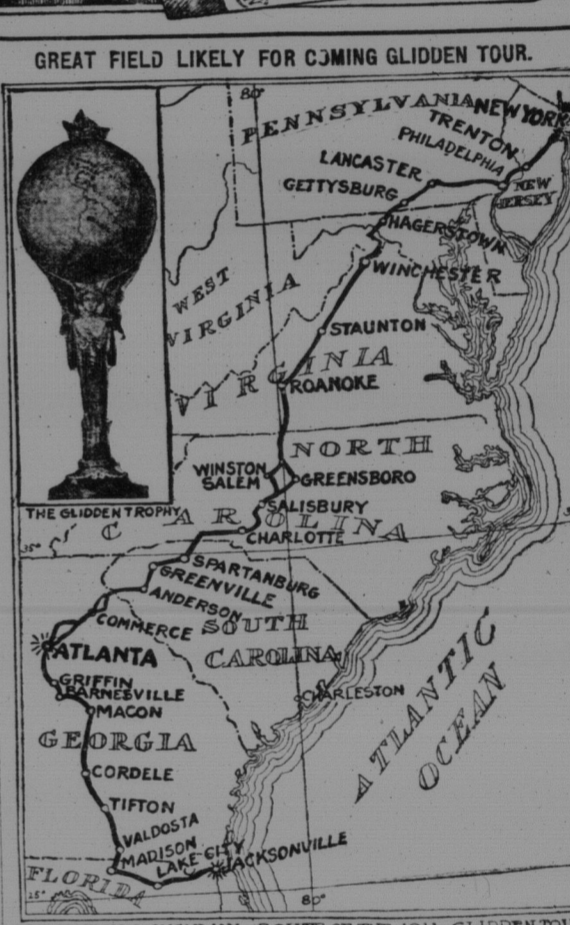 GREAT FIELD LIKELY FOR COMING GLIDDEN TOUR.
80°
PENNSYLVANIA
NEW YORK
TRENTON
PHILADELPHIA
LANCASTER
GETTYSBURG
NEW
JERSEY
HAGERSTOWN
WEST
VIRGINIA
WINCHESTER
STAUNTON
VIRGINIA
ROANOKE
NORTH
WINSTON
SALEM
GREENSBORO
THE GLIDDEN TROPHY
SALISBURY
CAROLINA
CHARLOTTE
35°
SPARTANBURG
GREENVILLE
ANDERSON
COMMERCE
SOUTH
CAROLINA
ATLANTA
GRIFFIN
BARNESVILLE
CHARLESTON
MACON
ATLANTIC
OCEAN
GEORGIA
CORDELE
TIFTON
VALDOSTA
MADISON
LAKE CITY
JACKSONVILLE
FLORIDA
80°